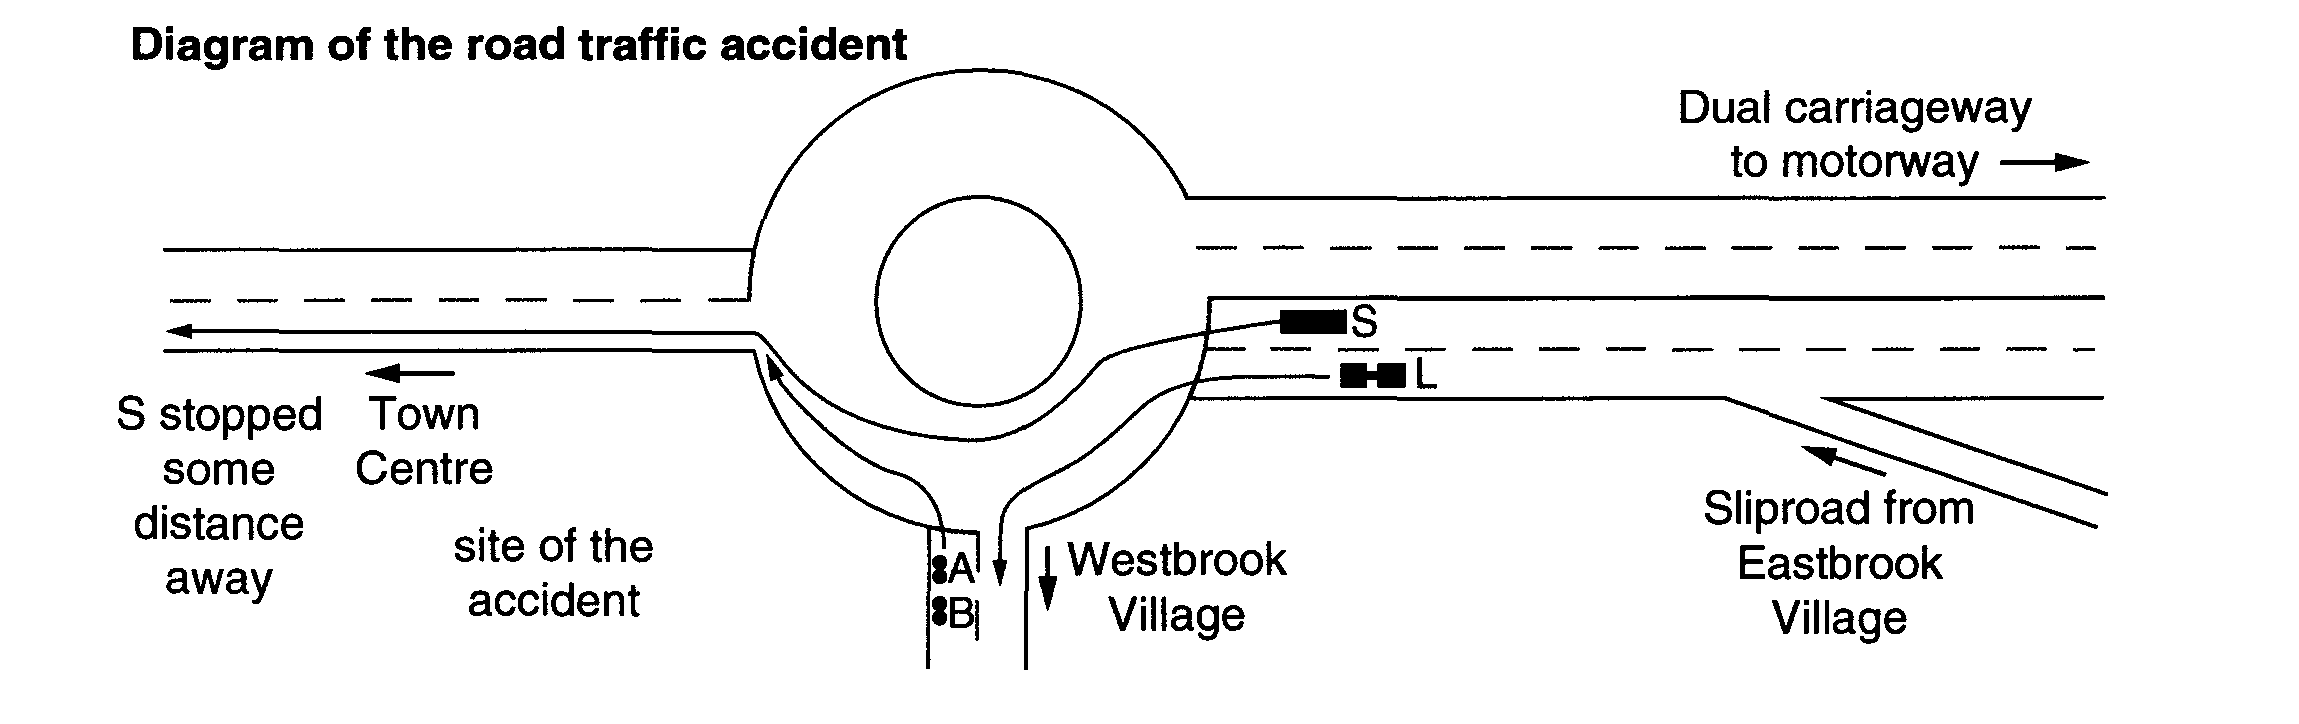 Diagram of the road traffic accident
Dual carriageway
to motorway
S
L
S stopped
some
distance
away
Town
Centre
site of the
accident
A
B
Westbrook
Village
Sliproad from
Eastbrook
Village